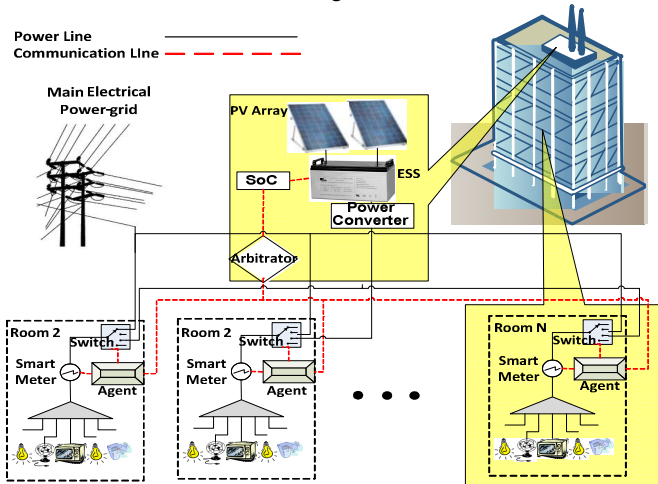 Power Line
Communication LIne
Main Electrical
Power-grid
PV Array
ESS
SoC
Power
Converter
Arbitrator
Room 2
Switch
Smart
Meter
Agent
Room 2
Switch
Smart
Meter
Agent
Room N
Switch
Smart
Meter
Agent